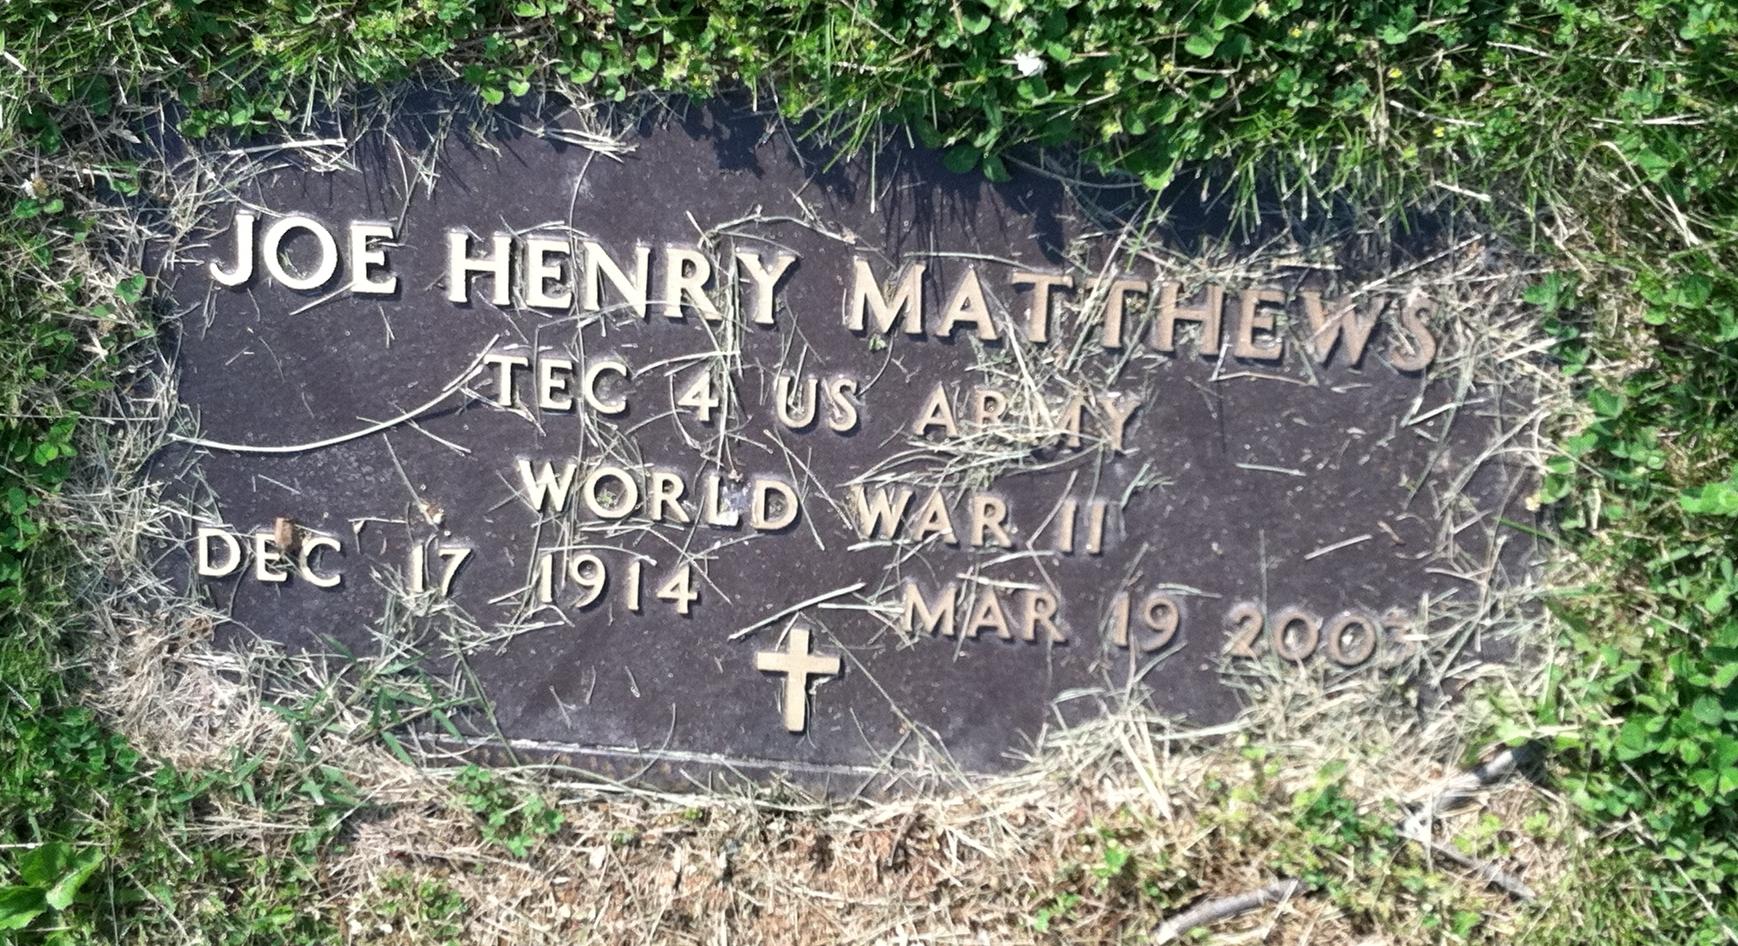 JOE HENRY MATTHEWS
TEC 4 US ARMY
WORLD WAR II
DEC 17 1914 MAR 19 2003